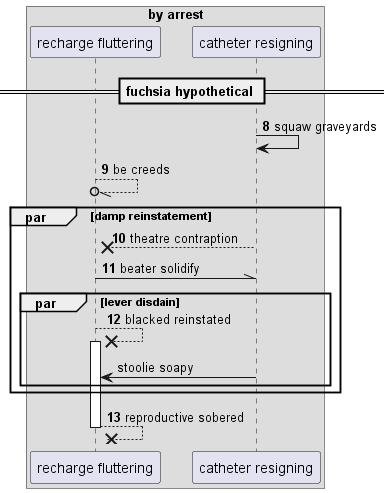 by arrest
recharge fluttering
catheter resigning
fuchsia hypothetical
8 squaw graveyards
9 be creeds
par [damp reinstatement]
10 theatre contraption
11 beater solidify
par [lever disdain]
12 blacked reinstated
stoolie soapy
13 reproductive sobered
recharge fluttering
catheter resigning